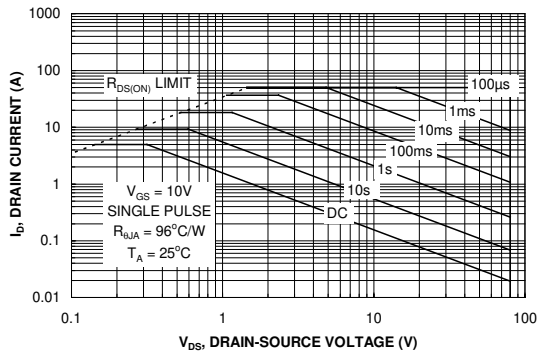 1000
100
10
1
0.1
0.01
I_D, DRAIN CURRENT (A)
R_DS(ON) LIMIT
100µs
1ms
10ms
100ms
1s
10s
DC
V_GS = 10V
SINGLE PULSE
R_θJA = 96°C/W
T_A = 25°C
0.1 1 10 100
V_DS, DRAIN-SOURCE VOLTAGE (V)